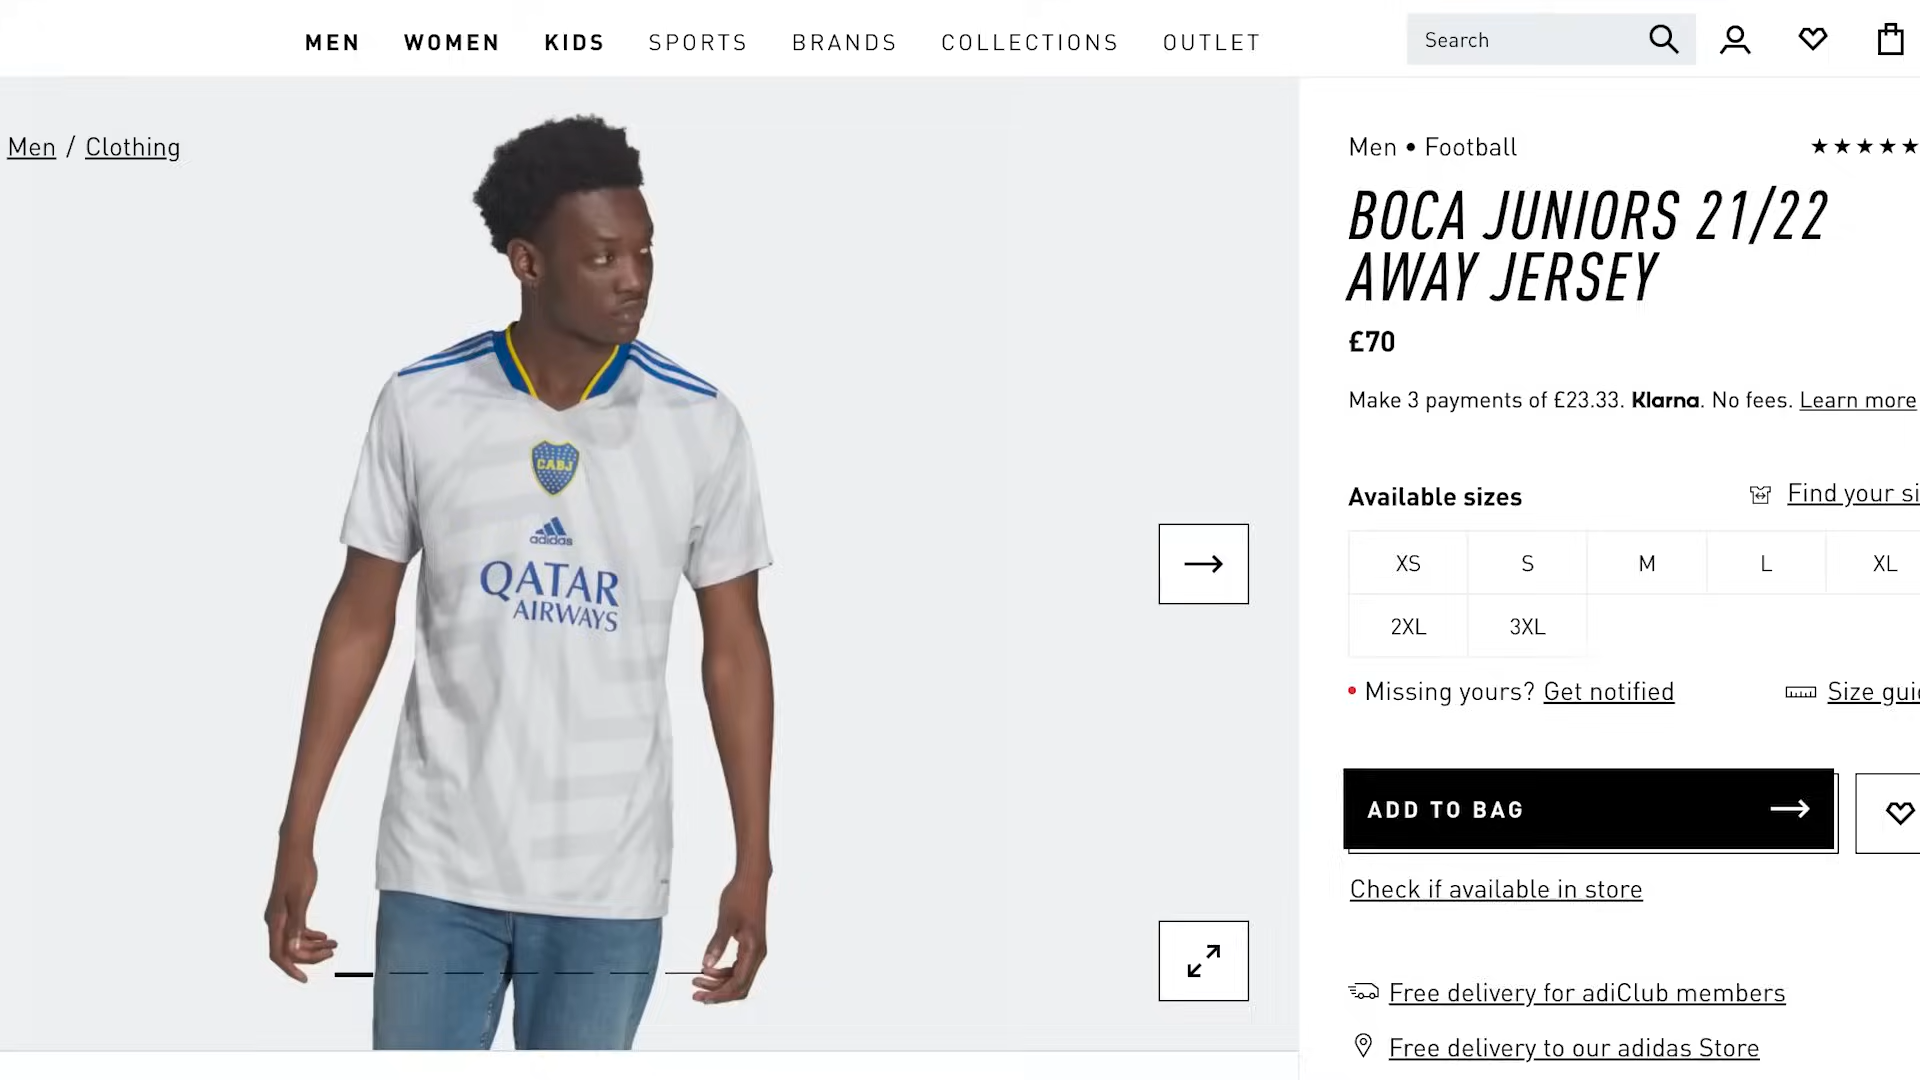 MEN WOMEN KIDS SPORTS BRANDS COLLECTIONS OUTLET
Search
Men / Clothing
CABJ
adidas
QATAR
AIRWAYS
Men • Football
BOCA JUNIORS 21/22
AWAY JERSEY
£70
Make 3 payments of £23.33. Klarna. No fees. Learn more
Available sizes
Find your si
XS S M L XL
2XL 3XL
Missing yours? Get notified
Size gui
ADD TO BAG
Check if available in store
Free delivery for adiClub members
Free delivery to our adidas Store